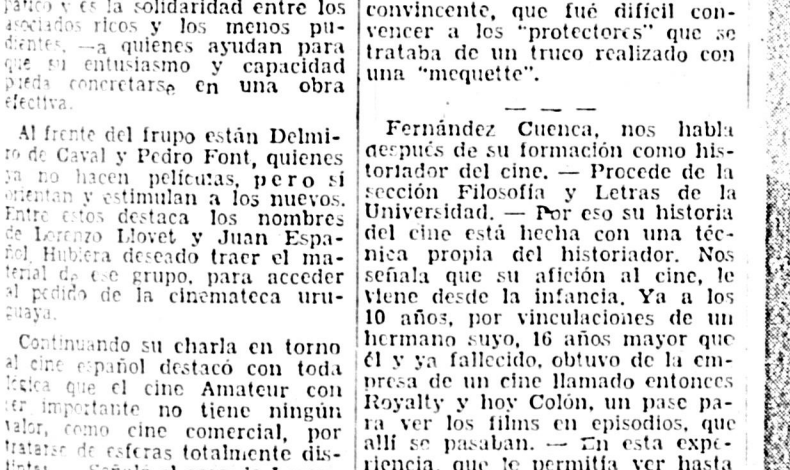 y es la solidaridad entre los
asociados ricos y los menos pu-
dientes, —a quienes ayudan para
que su entusiasmo y capacidad
pueda concretarse en una obra
efectiva.
Al frente del frupo están Delmi-
ro de Caval y Pedro Font, quienes
ya no hacen películas, pero sí
orientan y estimulan a los nuevos.
Entre estos destaca los nombres
de Lorenzo Llovet y Juan Espa-
ñol. Hubiera deseado traer el ma-
terial de ese grupo, para acceder
al pedido de la cinemateca uru-
guaya.
Continuando su charla en torno
al cine español destacó con toda
lógica que el cine Amateur con
ser importante no tiene ningún
valor, como cine comercial, por
tratarse de esferas totalmente dis-
convincente, que fué difícil con-
vencer a los "protectores" que se
trataba de un truco realizado con
una "mequette".
— — —
Fernández Cuenca, nos habla
después de su formación como his-
toriador del cine. — Procede de la
sección Filosofía y Letras de la
Universidad. — Por eso su historia
del cine está hecha con una téc-
nica propia del historiador. Nos
señala que su afición al cine, le
viene desde la infancia. Ya a los
10 años, por vinculaciones de un
hermano suyo, 16 años mayor que
él y ya fallecido, obtuvo de la em-
presa de un cine llamado entonces
Royalty y hoy Colón, un pase pa-
ra ver los films en episodios, que
allí se pasaban. — En esta expe-
riencia, que le permitía ver hasta